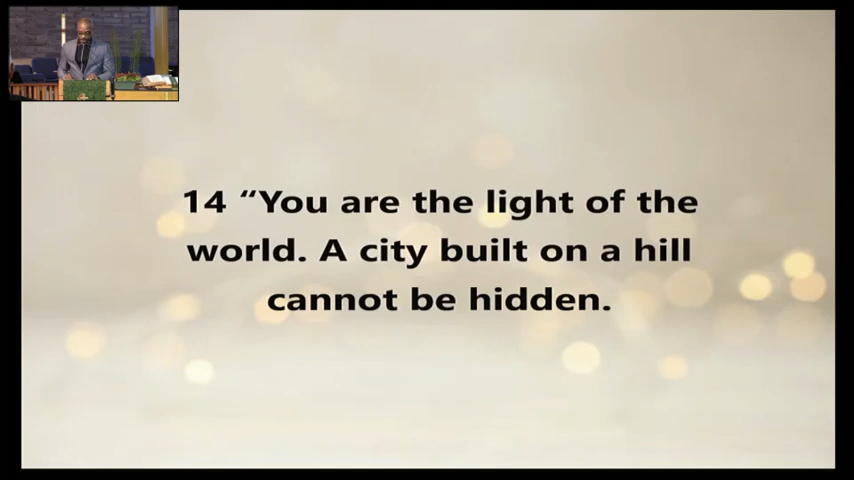 14 “You are the light of the
world. A city built on a hill
cannot be hidden.